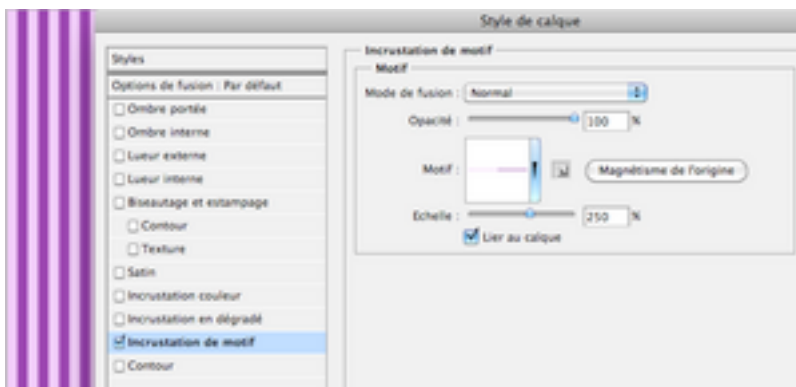 Style de calque
Styles
Options de fusion : Par défaut
Ombre portée
Ombre interne
Lueur externe
Lueur interne
Biseautage et estampage
Contour
Texture
Satin
Incrustation couleur
Incrustation en dégradé
Incrustation de motif
Contour
Incrustation de motif
Motif
Mode de fusion : Normal
Opacité : 100 %
Motif : Magnétisme de l'origine
Echelle : 250 %
Lier au calque